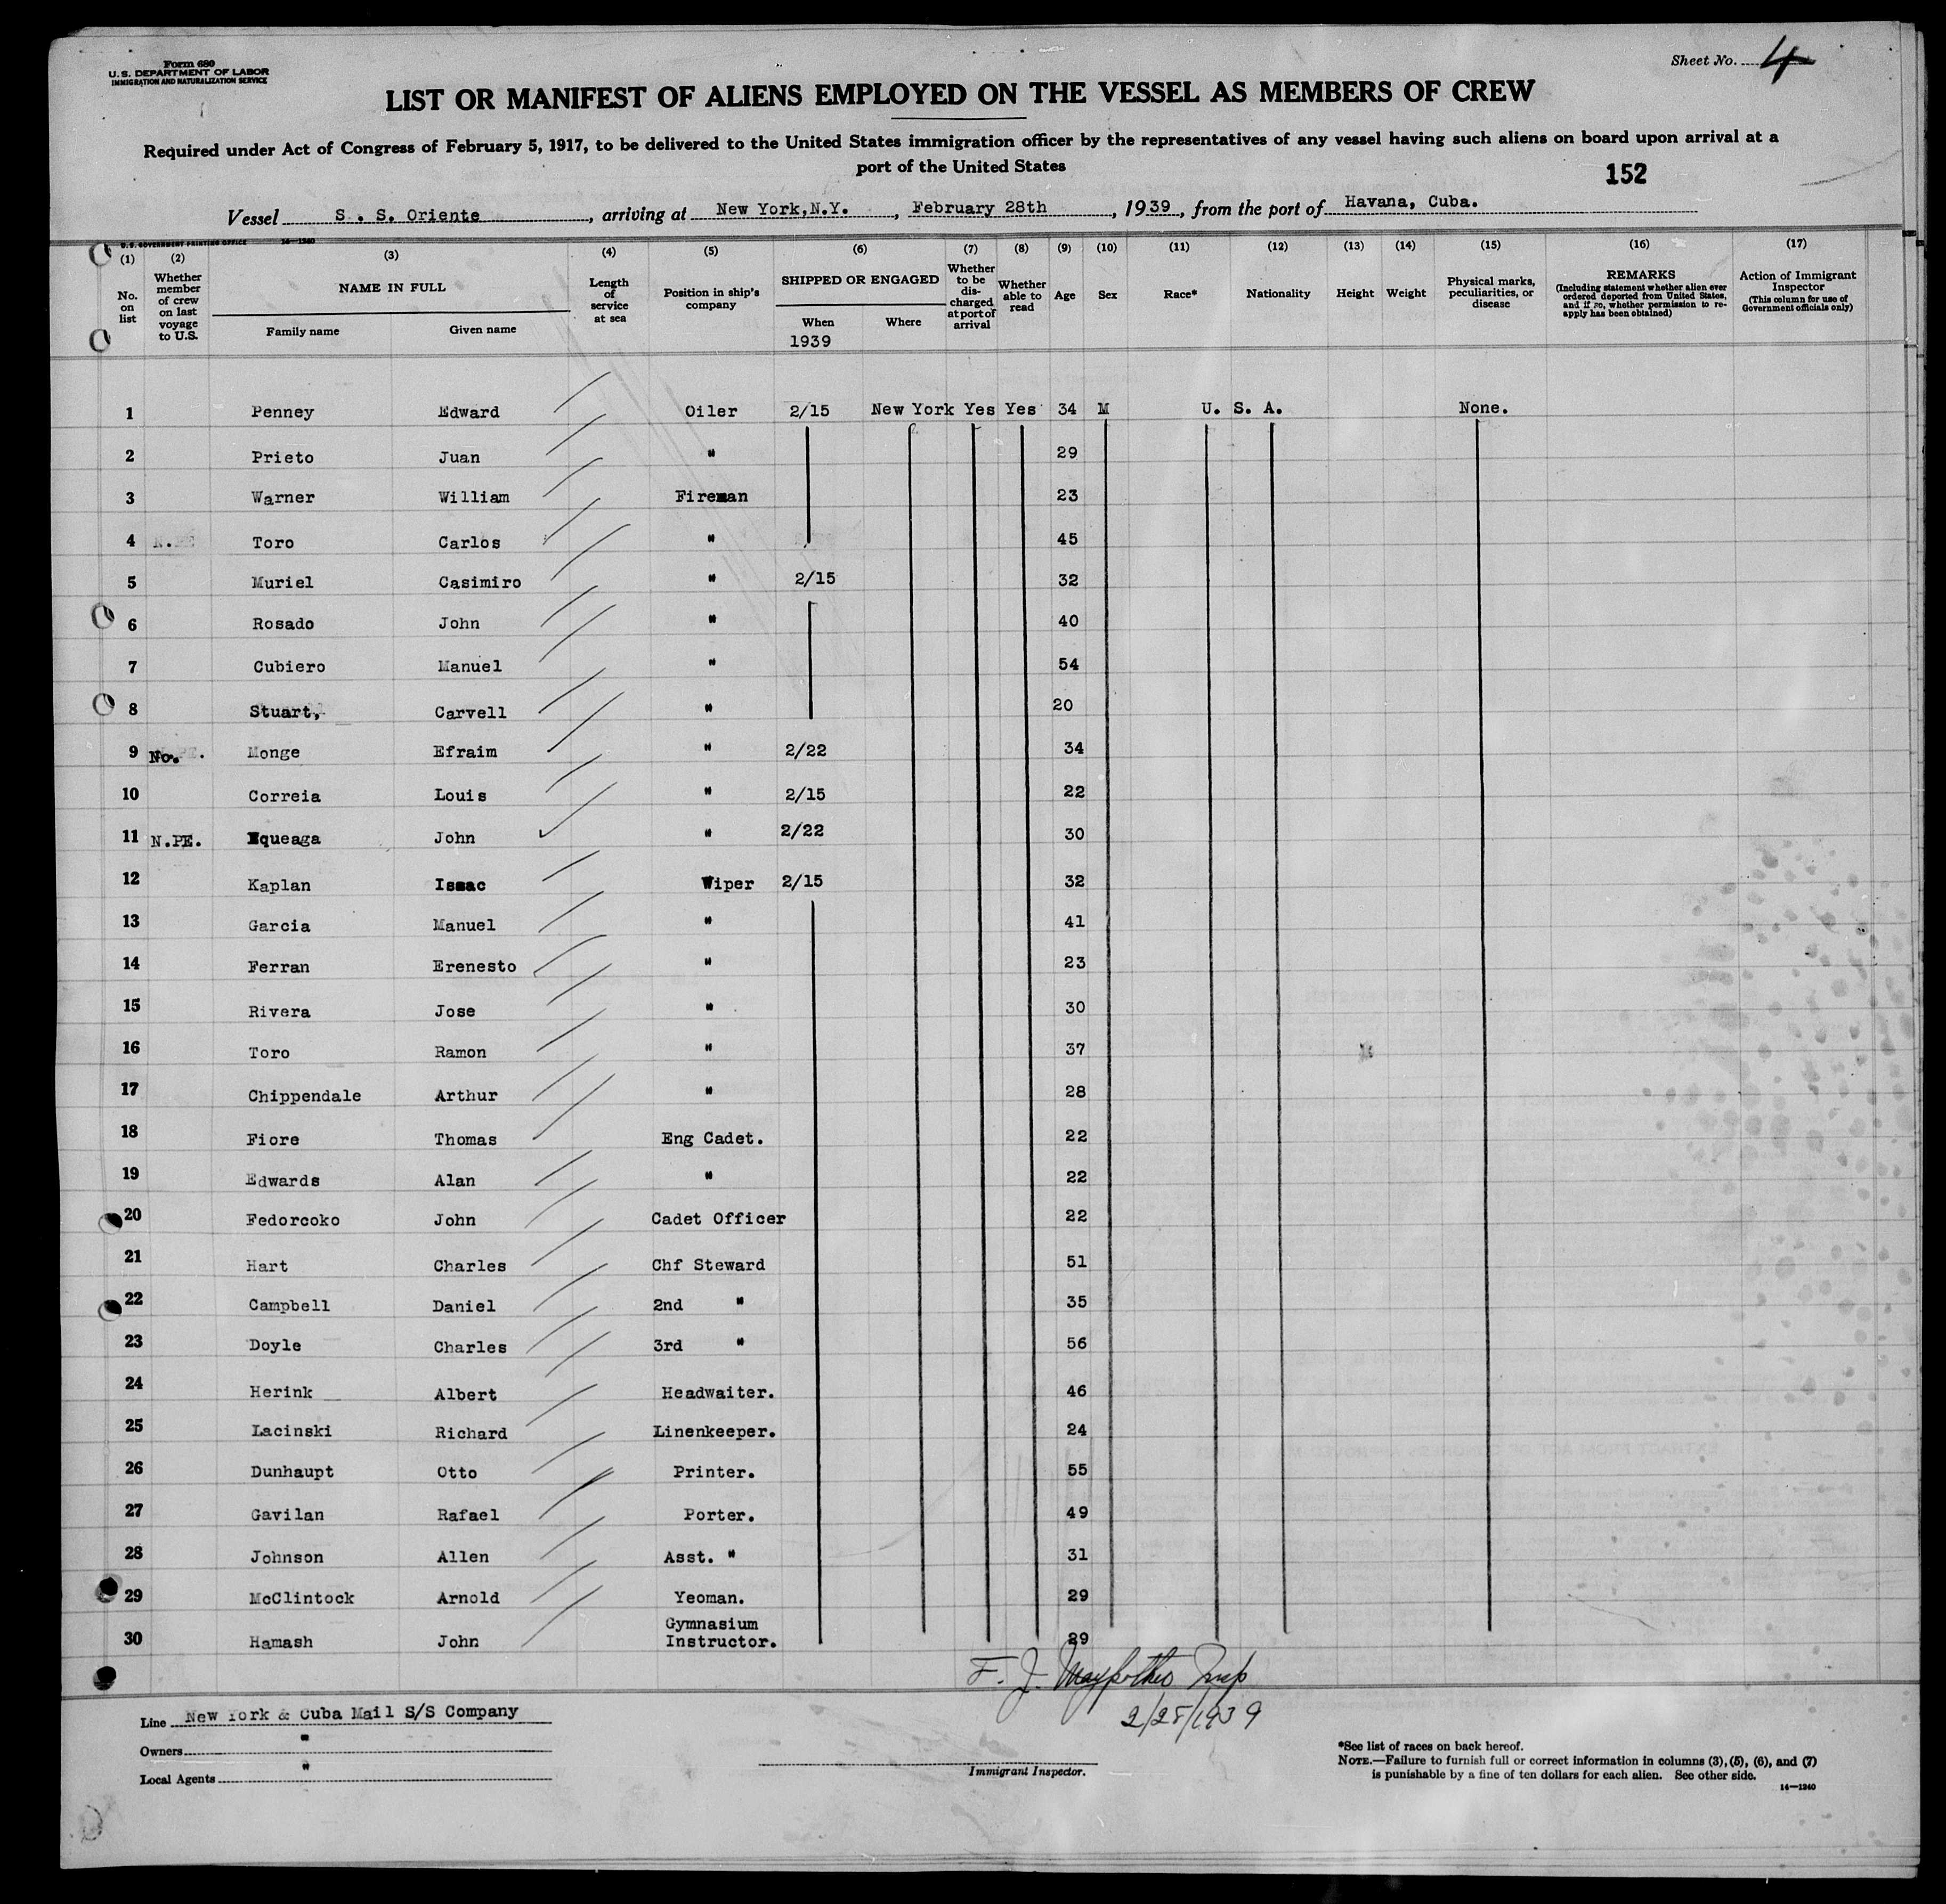 Form 680
U. S. DEPARTMENT OF LABOR
IMMIGRATION AND NATURALIZATION SERVICE
Sheet No. 4
LIST OR MANIFEST OF ALIENS EMPLOYED ON THE VESSEL AS MEMBERS OF CREW
Required under Act of Congress of February 5, 1917, to be delivered to the United States immigration officer by the representatives of any vessel having such aliens on board upon arrival at a
port of the United States
152
Vessel S. S. Oriente, arriving at New York,N.Y., February 28th, 1939, from the port of Havana, Cuba.
U. S. GOVERNMENT PRINTING OFFICE 14—1240
(1) (2) (3) (4) (5) (6) (7) (8) (9) (10) (11) (12) (13) (14) (15) (16) (17)
No. on list
Whether member of crew on last voyage to U.S.
NAME IN FULL
Family name Given name
Length of service at sea
Position in ship's company
SHIPPED OR ENGAGED
When Where
1939
Whether to be discharged at port of arrival
Whether able to read
Age
Sex
Race*
Nationality
Height
Weight
Physical marks, peculiarities, or disease
REMARKS
(Including statement whether alien ever ordered deported from United States, and if so, whether permission to reapply has been obtained)
Action of Immigrant Inspector
(This column for use of Government officials only)
1 Penney Edward Oiler 2/15 New York Yes Yes 34 M U. S. A. None.
2 Prieto Juan " 29
3 Warner William Fireman 23
4 Toro Carlos " 45
5 Muriel Casimiro " 2/15 32
6 Rosado John " 40
7 Cubiero Manuel " 54
8 Stuart, Carvell " 20
9 No. Monge Efraim " 2/22 34
10 Correia Louis " 2/15 22
11 N.PE. Equeaga John " 2/22 30
12 Kaplan Isaac Wiper 2/15 32
13 Garcia Manuel " 41
14 Ferran Erenesto " 23
15 Rivera Jose " 30
16 Toro Ramon " 37
17 Chippendale Arthur " 28
18 Fiore Thomas Eng Cadet. 22
19 Edwards Alan " 22
20 Fedorcoko John Cadet Officer 22
21 Hart Charles Chf Steward 51
22 Campbell Daniel 2nd " 35
23 Doyle Charles 3rd " 56
24 Herink Albert Headwaiter. 46
25 Lacinski Richard Linenkeeper. 24
26 Dunhaupt Otto Printer. 55
27 Gavilan Rafael Porter. 49
28 Johnson Allen Asst. " 31
29 McClintock Arnold Yeoman. 29
30 Hamash John Gymnasium Instructor. 29
F. J.
2/28/1939
Line New York & Cuba Mail S/S Company
Owners "
Local Agents "
Immigrant Inspector.
*See list of races on back hereof.
NOTE.—Failure to furnish full or correct information in columns (3), (5), (6), and (7)
is punishable by a fine of ten dollars for each alien. See other side.
14—1240